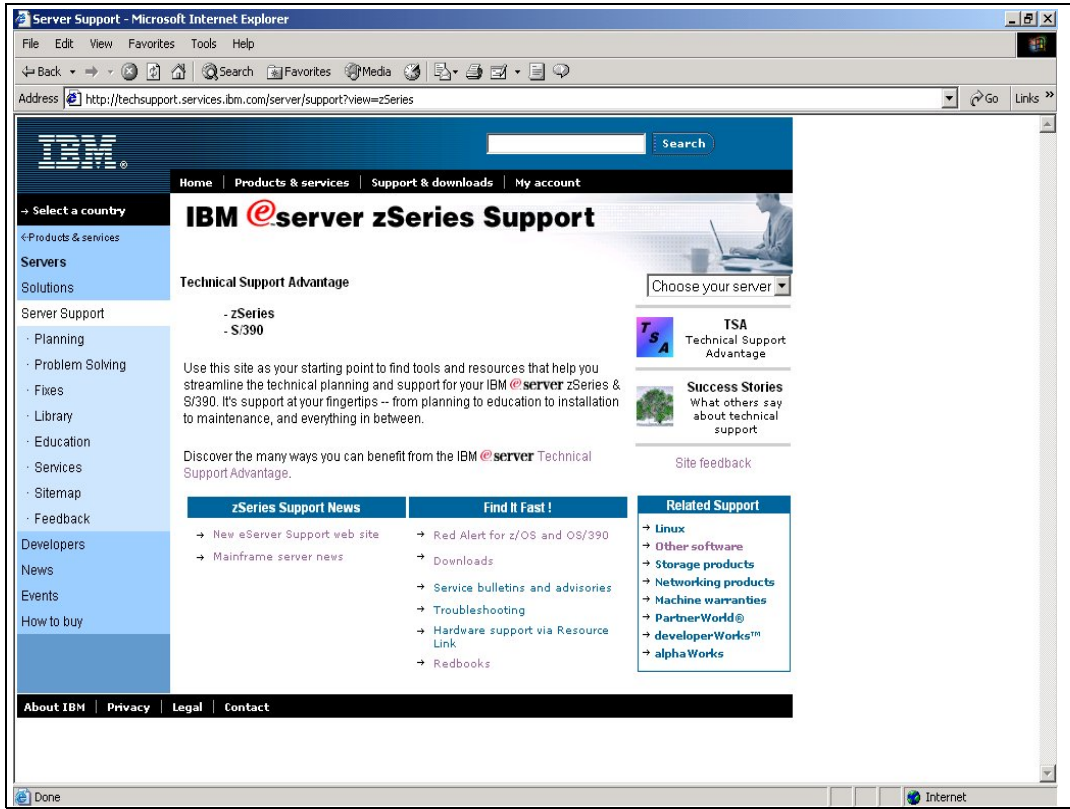 Server Support - Microsoft Internet Explorer
File Edit View Favorites Tools Help
Back Search Favorites Media
Address http://techsupport.services.ibm.com/server/support?view=zSeries Go Links »
IBM®
Search
Home | Products & services | Support & downloads | My account
→ Select a country
←Products & services
Servers
Solutions
Server Support
· Planning
· Problem Solving
· Fixes
· Library
· Education
· Services
· Sitemap
· Feedback
Developers
News
Events
How to buy
IBM eserver zSeries Support
Technical Support Advantage
- zSeries
- S/390
Use this site as your starting point to find tools and resources that help you
streamline the technical planning and support for your IBM eserver zSeries &
S/390. It's support at your fingertips -- from planning to education to installation
to maintenance, and everything in between.
Discover the many ways you can benefit from the IBM eserver Technical
Support Advantage.
zSeries Support News
→ New eServer Support web site
→ Mainframe server news
Find It Fast !
→ Red Alert for z/OS and OS/390
→ Downloads
→ Service bulletins and advisories
→ Troubleshooting
→ Hardware support via Resource
Link
→ Redbooks
Choose your server
TSA
TSA
Technical Support
Advantage
Success Stories
What others say
about technical
support
Site feedback
Related Support
→ Linux
→ Other software
→ Storage products
→ Networking products
→ Machine warranties
→ PartnerWorld®
→ developerWorks™
→ alphaWorks
About IBM | Privacy | Legal | Contact
Done Internet